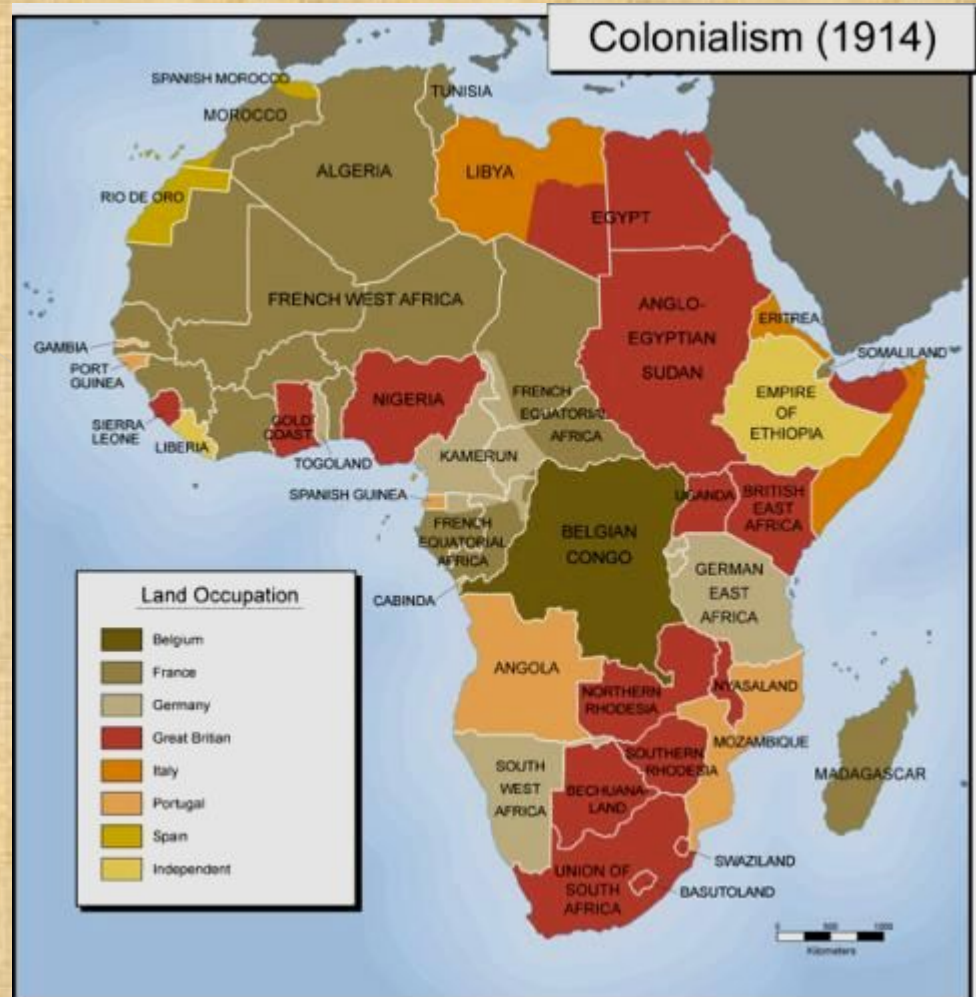 Colonialism (1914)
SPANISH MOROCCO
MOROCCO
TUNISIA
ALGERIA
LIBYA
EGYPT
RIO DE ORO
FRENCH WEST AFRICA
ANGLO-
EGYPTIAN
SUDAN
ERITREA
SOMALILAND
GAMBIA
PORT
GUINEA
SIERRA
LEONE
LIBERIA
GOLD
COAST
TOGOLAND
NIGERIA
KAMERUN
FRENCH
EQUATORIAL
AFRICA
EMPIRE
OF
ETHIOPIA
SPANISH GUINEA
FRENCH
EQUATORIAL
AFRICA
CABINDA
BELGIAN
CONGO
UGANDA
BRITISH
EAST
AFRICA
GERMAN
EAST
AFRICA
ANGOLA
NORTHERN
RHODESIA
NYASALAND
MOZAMBIQUE
SOUTHERN
RHODESIA
SOUTH
WEST
AFRICA
BECHUANA-
LAND
MADAGASCAR
SWAZILAND
BASUTOLAND
UNION OF
SOUTH
AFRICA
Land Occupation
Belgium
France
Germany
Great Britian
Italy
Portugal
Spain
Independent
0 500 1000
Kilometers